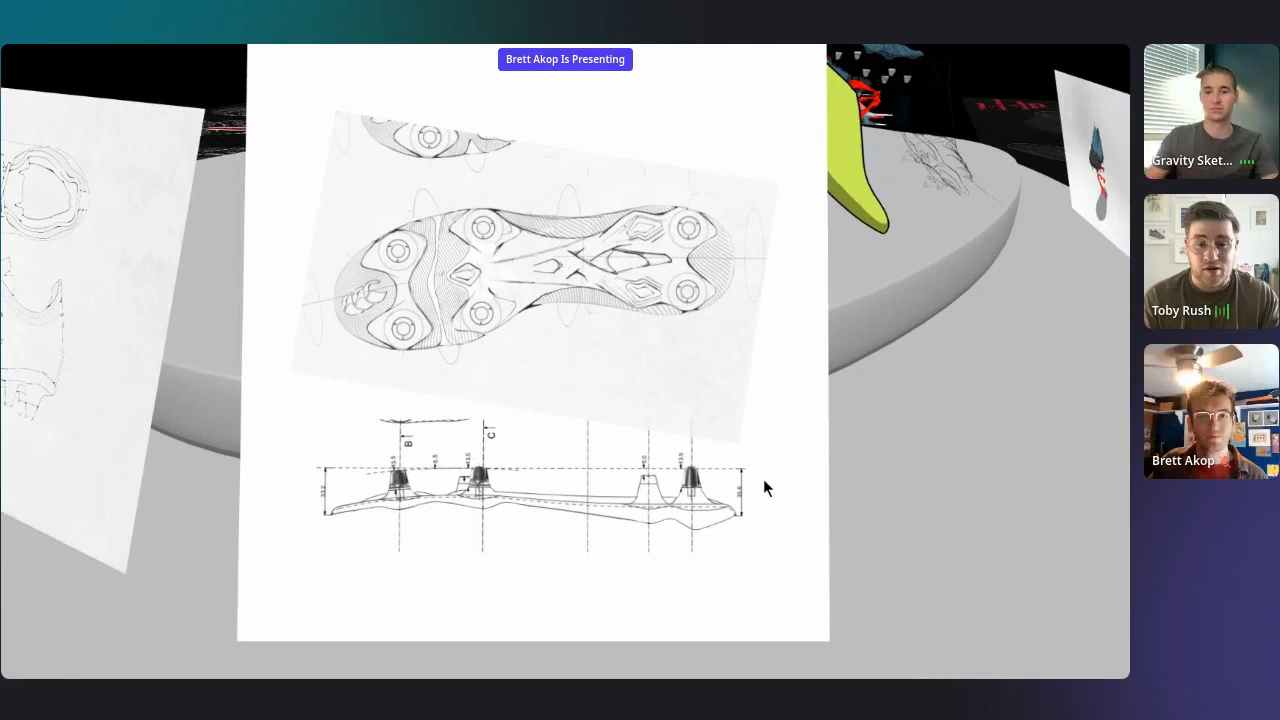 Brett Akop Is Presenting
Gravity Sket...
Toby Rush
B
C
Brett Akop